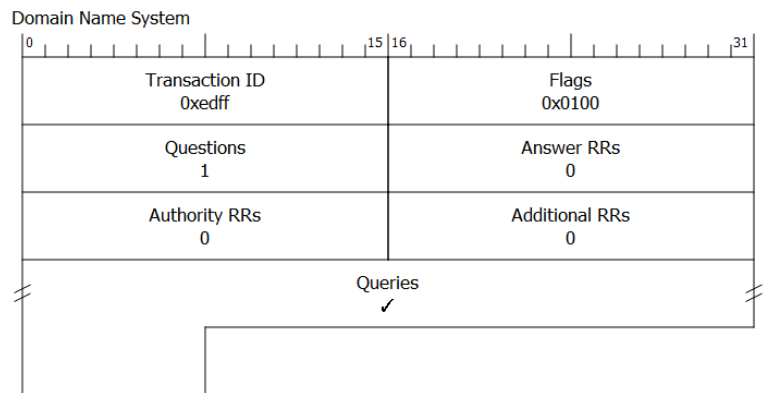 Domain Name System
0 15 16 31
Transaction ID Flags
0xedff 0x0100
Questions Answer RRs
1 0
Authority RRs Additional RRs
0 0
Queries
✓